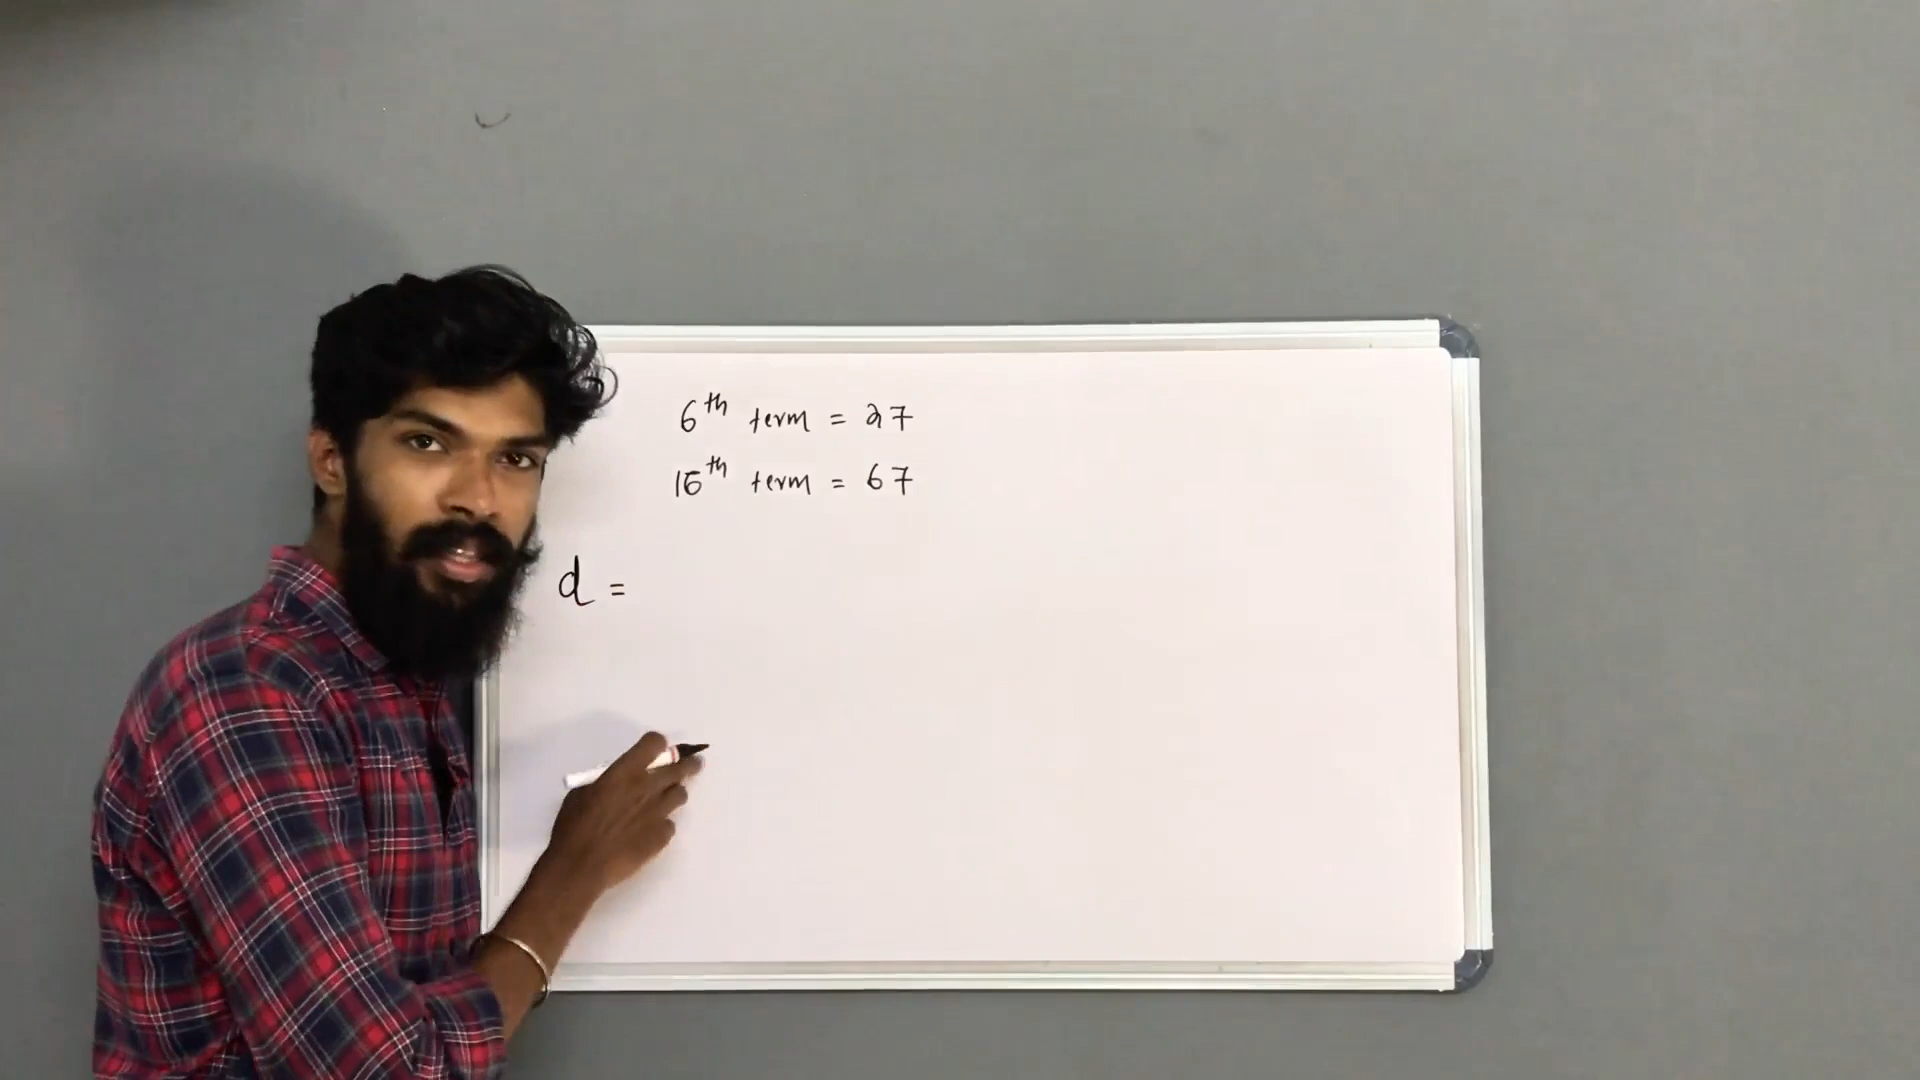 6th term = 27
16th term = 67
d =